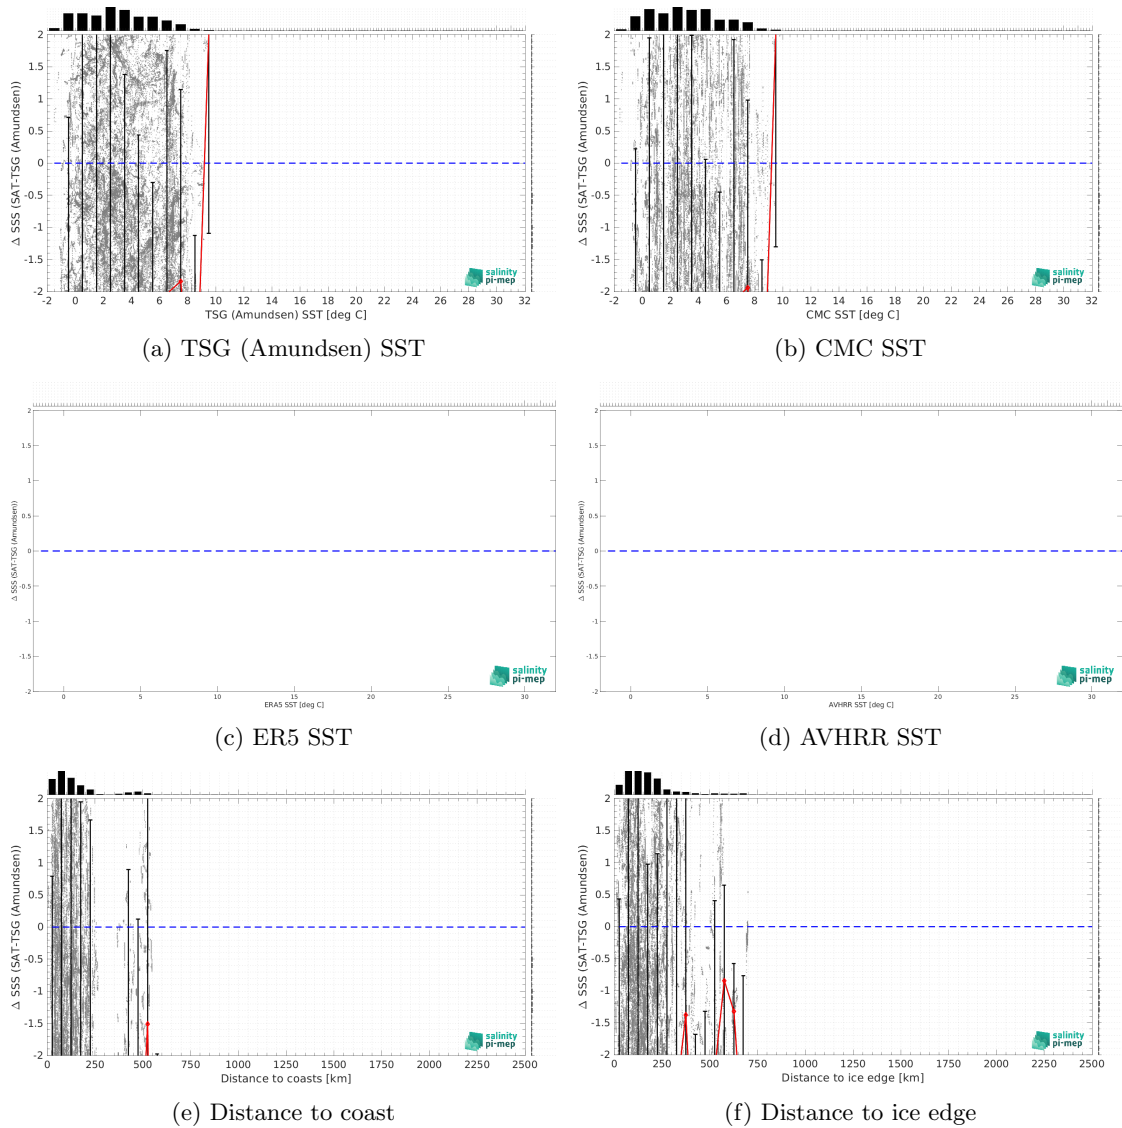 2
1.5
1
0.5
0
-0.5
-1
-1.5
-2
-2 0 2 4 6 8 10 12 14 16 18 20 22 24 26 28 30 32
Δ SSS (SAT-TSG (Amundsen))
TSG (Amundsen) SST [deg C]
salinity
pi-mep
(a) TSG (Amundsen) SST
2
1.5
1
0.5
0
-0.5
-1
-1.5
-2
-2 0 2 4 6 8 10 12 14 16 18 20 22 24 26 28 30 32
Δ SSS (SAT-TSG (Amundsen))
CMC SST [deg C]
salinity
pi-mep
(b) CMC SST
2
1.5
1
0.5
0
-0.5
-1
-1.5
-2
0 5 10 15 20 25 30
Δ SSS (SAT-TSG (Amundsen))
ERA5 SST [deg C]
salinity
pi-mep
(c) ER5 SST
2
1.5
1
0.5
0
-0.5
-1
-1.5
-2
0 5 10 15 20 25 30
Δ SSS (SAT-TSG (Amundsen))
AVHRR SST [deg C]
salinity
pi-mep
(d) AVHRR SST
2
1.5
1
0.5
0
-0.5
-1
-1.5
-2
0 250 500 750 1000 1250 1500 1750 2000 2250 2500
Δ SSS (SAT-TSG (Amundsen))
Distance to coasts [km]
salinity
pi-mep
(e) Distance to coast
2
1.5
1
0.5
0
-0.5
-1
-1.5
-2
0 250 500 750 1000 1250 1500 1750 2000 2250 2500
Δ SSS (SAT-TSG (Amundsen))
Distance to ice edge [km]
salinity
pi-mep
(f) Distance to ice edge